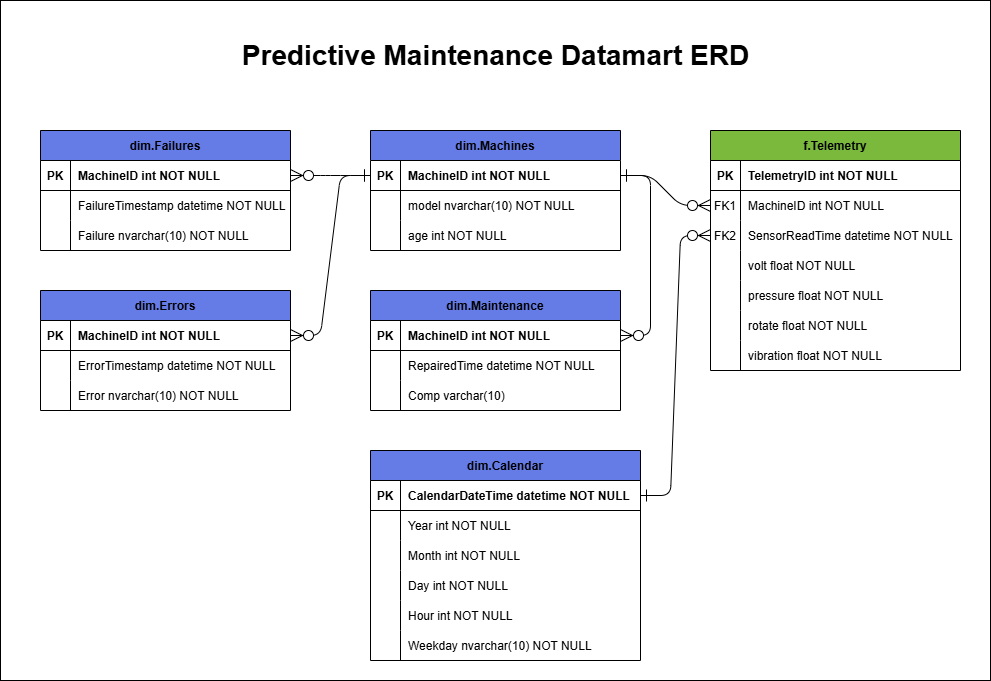 Predictive Maintenance Datamart ERD
dim.Failures
PK MachineID int NOT NULL
FailureTimestamp datetime NOT NULL
Failure nvarchar(10) NOT NULL
dim.Machines
PK MachineID int NOT NULL
model nvarchar(10) NOT NULL
age int NOT NULL
f.Telemetry
PK TelemetryID int NOT NULL
FK1 MachineID int NOT NULL
FK2 SensorReadTime datetime NOT NULL
volt float NOT NULL
pressure float NOT NULL
rotate float NOT NULL
vibration float NOT NULL
dim.Errors
PK MachineID int NOT NULL
ErrorTimestamp datetime NOT NULL
Error nvarchar(10) NOT NULL
dim.Maintenance
PK MachineID int NOT NULL
RepairedTime datetime NOT NULL
Comp varchar(10)
dim.Calendar
PK CalendarDateTime datetime NOT NULL
Year int NOT NULL
Month int NOT NULL
Day int NOT NULL
Hour int NOT NULL
Weekday nvarchar(10) NOT NULL